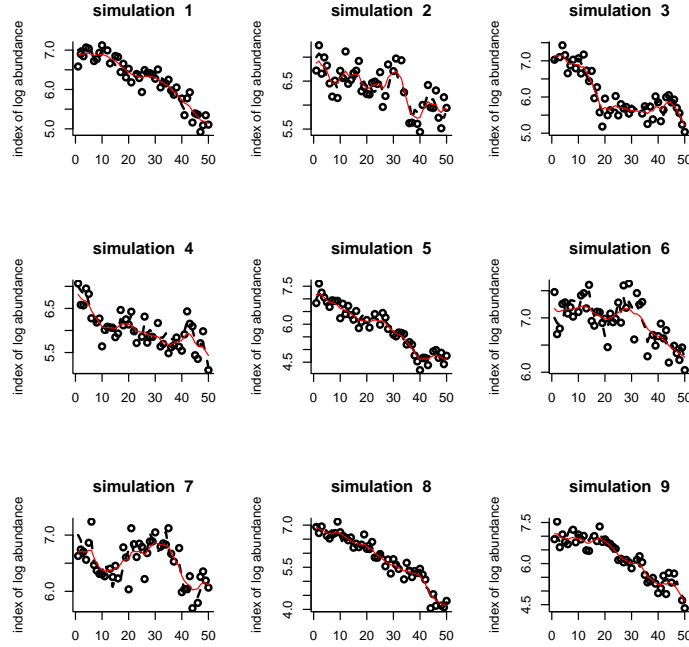 simulation 1
simulation 2
simulation 3
index of log abundance
7.0
6.0
5.0
0 10 20 30 40 50
index of log abundance
6.5
5.5
0 10 20 30 40 50
index of log abundance
7.0
6.0
5.0
0 10 20 30 40 50
simulation 4
simulation 5
simulation 6
index of log abundance
6.5
5.5
0 10 20 30 40 50
index of log abundance
7.5
6.0
4.5
0 10 20 30 40 50
index of log abundance
7.0
6.0
0 10 20 30 40 50
simulation 7
simulation 8
simulation 9
index of log abundance
7.0
6.0
0 10 20 30 40 50
index of log abundance
7.0
5.5
4.0
0 10 20 30 40 50
index of log abundance
7.5
6.0
4.5
0 10 20 30 40 50